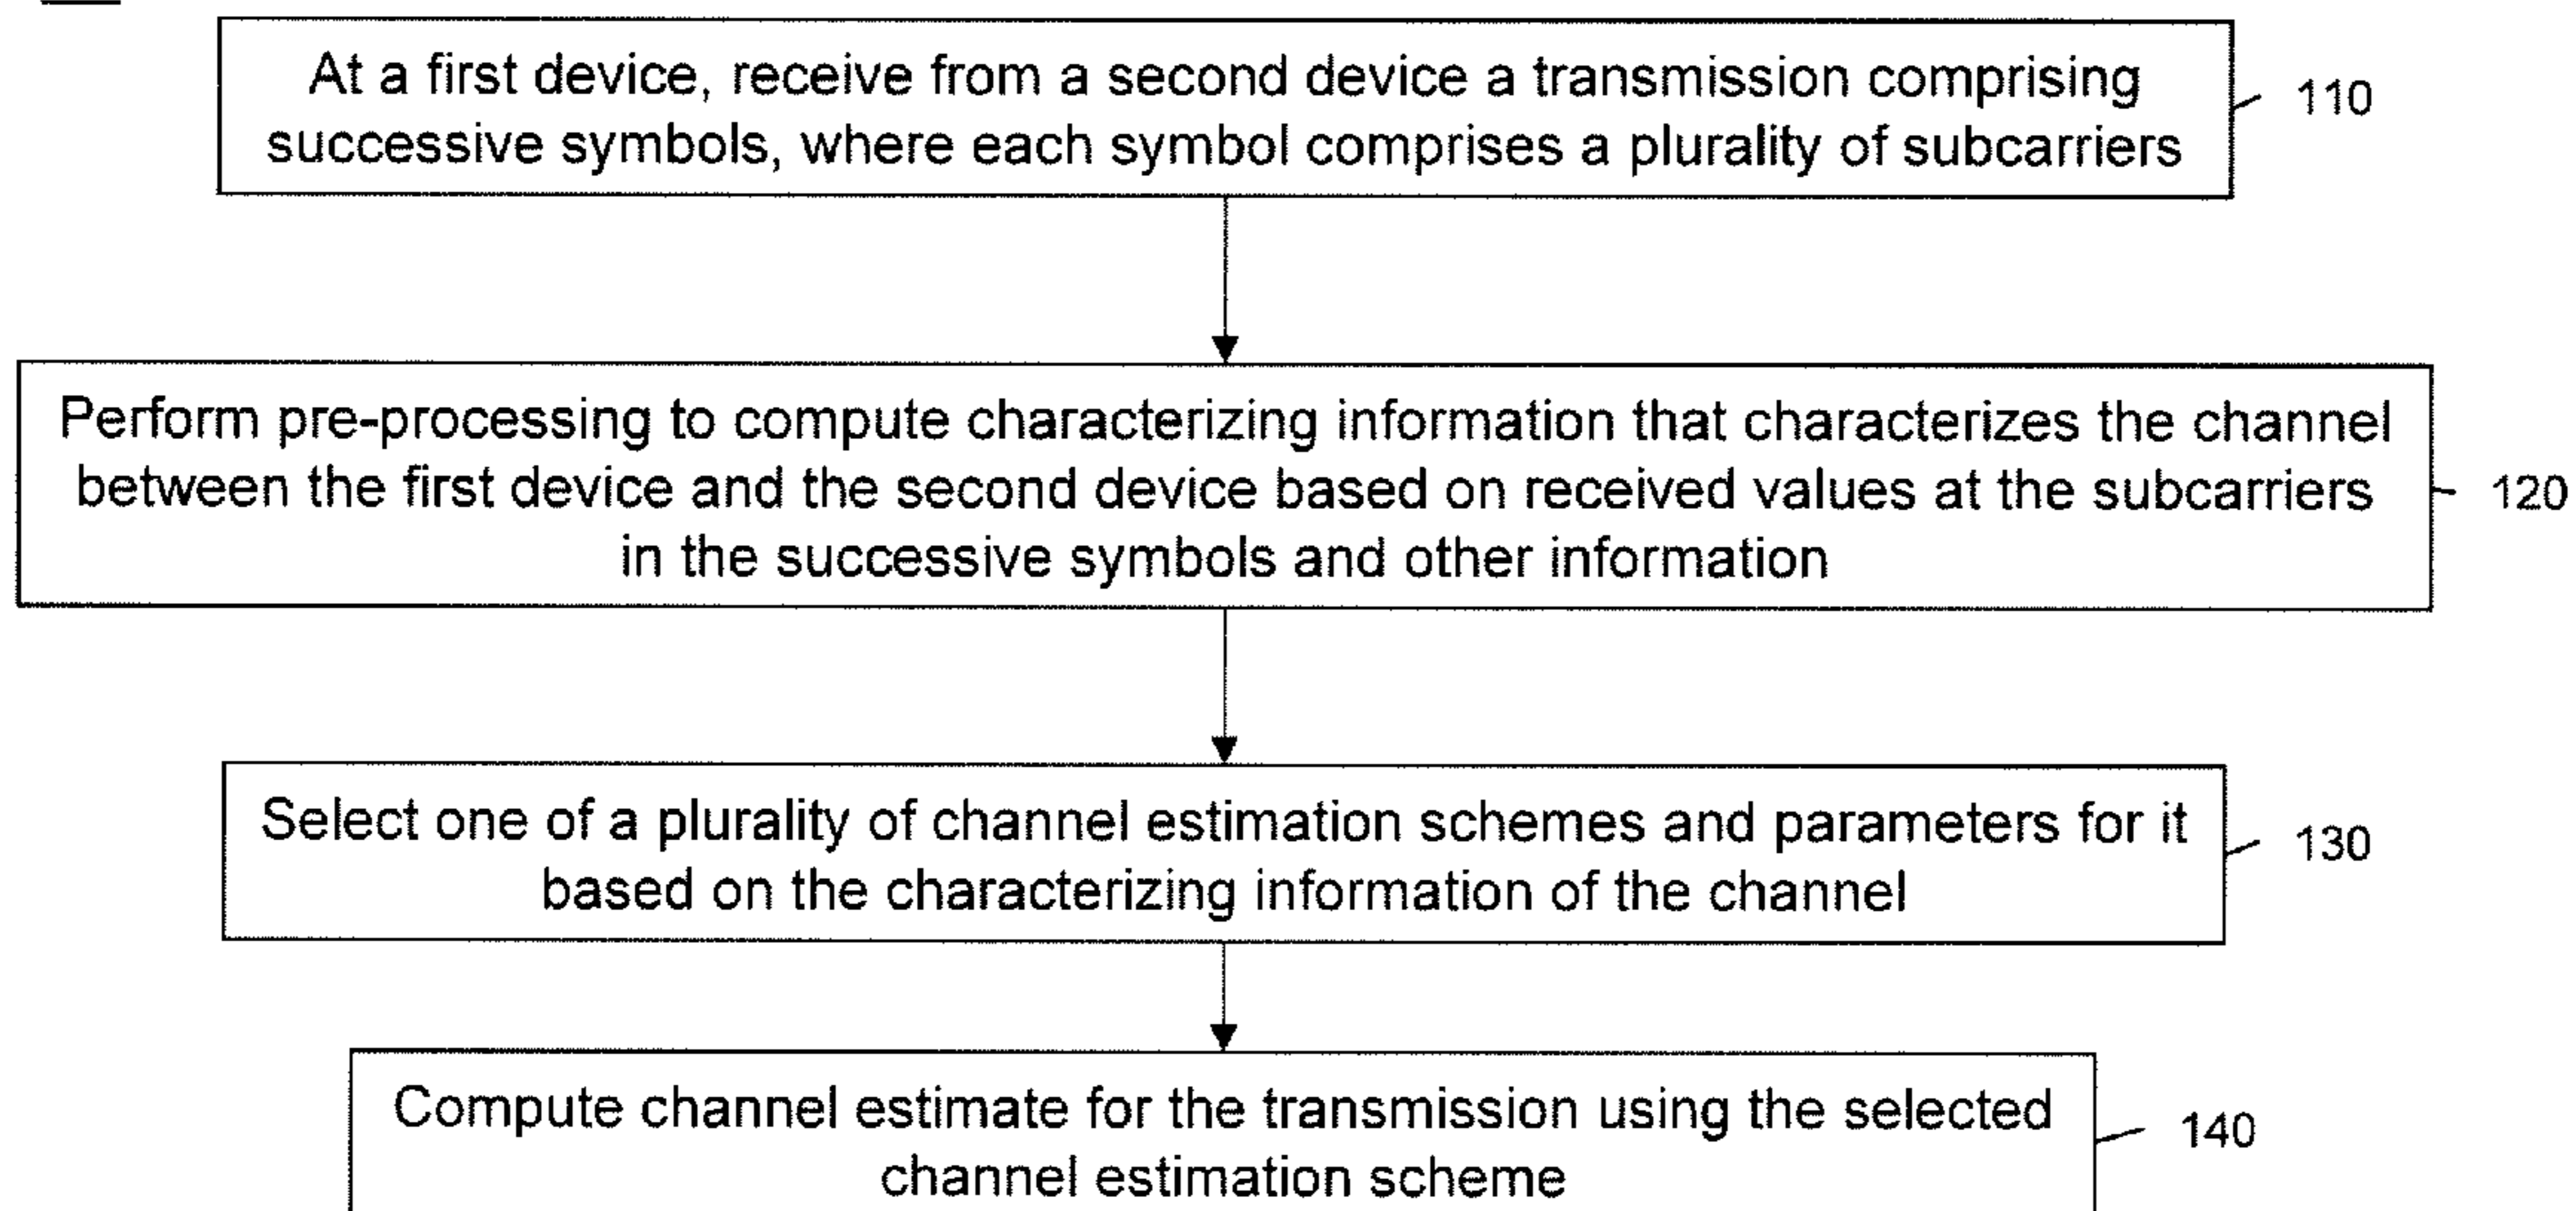 At a first device, receive from a second device a transmission comprising
successive symbols, where each symbol comprises a plurality of subcarriers
110
Perform pre-processing to compute characterizing information that characterizes the channel
between the first device and the second device based on received values at the subcarriers
in the successive symbols and other information
120
Select one of a plurality of channel estimation schemes and parameters for it
based on the characterizing information of the channel
130
Compute channel estimate for the transmission using the selected
channel estimation scheme
140